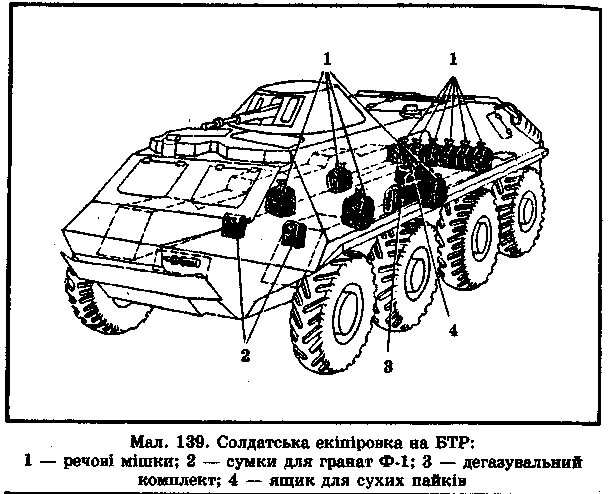 1 1
2
3
4
Мал. 139. Солдатська екіпіровка на БТР:
1 — речові мішки; 2 — сумки для гранат Ф-1; 3 — дегазувальний
комплект; 4 — ящик для сухих пайків